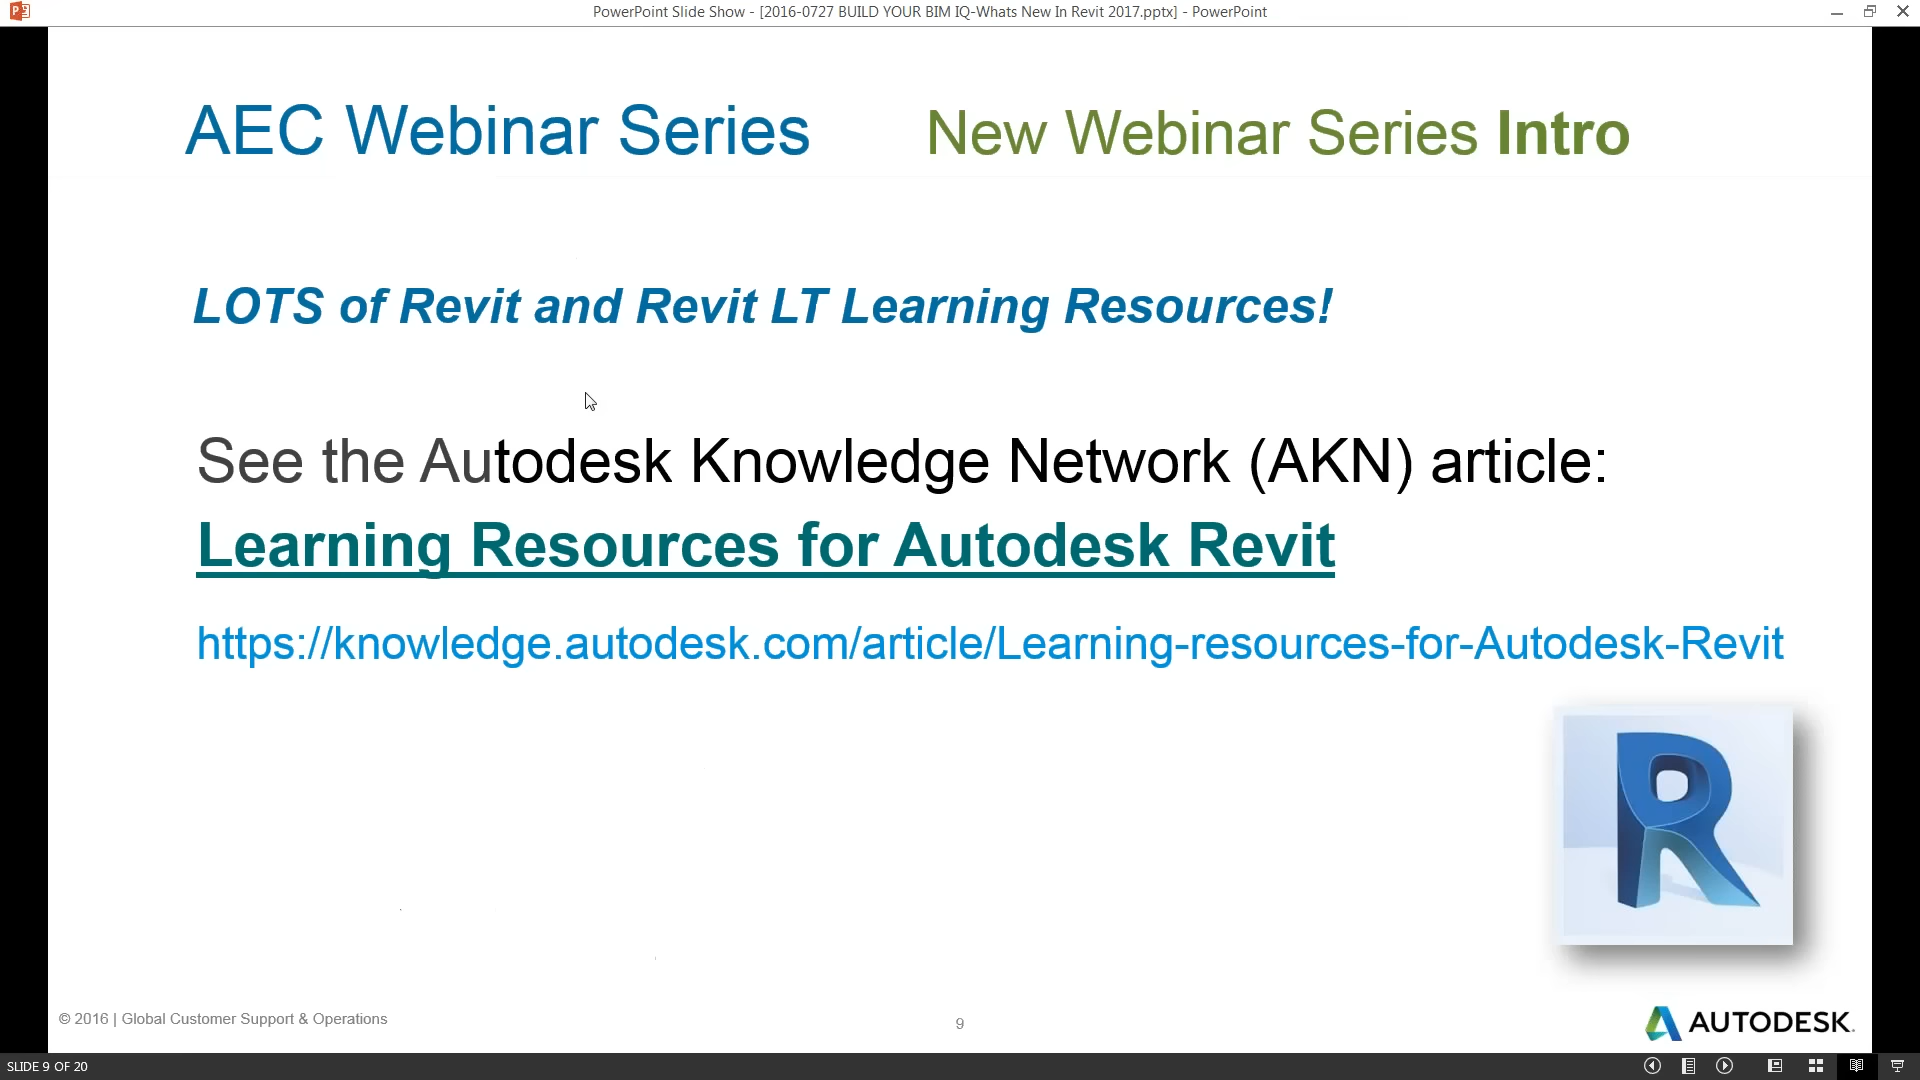 PowerPoint Slide Show - [2016-0727 BUILD YOUR BIM IQ-Whats New In Revit 2017.pptx] - PowerPoint
AEC Webinar Series
New Webinar Series Intro
LOTS of Revit and Revit LT Learning Resources!
See the Autodesk Knowledge Network (AKN) article:
Learning Resources for Autodesk Revit
https://knowledge.autodesk.com/article/Learning-resources-for-Autodesk-Revit
R
© 2016 | Global Customer Support & Operations
9
AUTODESK.
SLIDE 9 OF 20